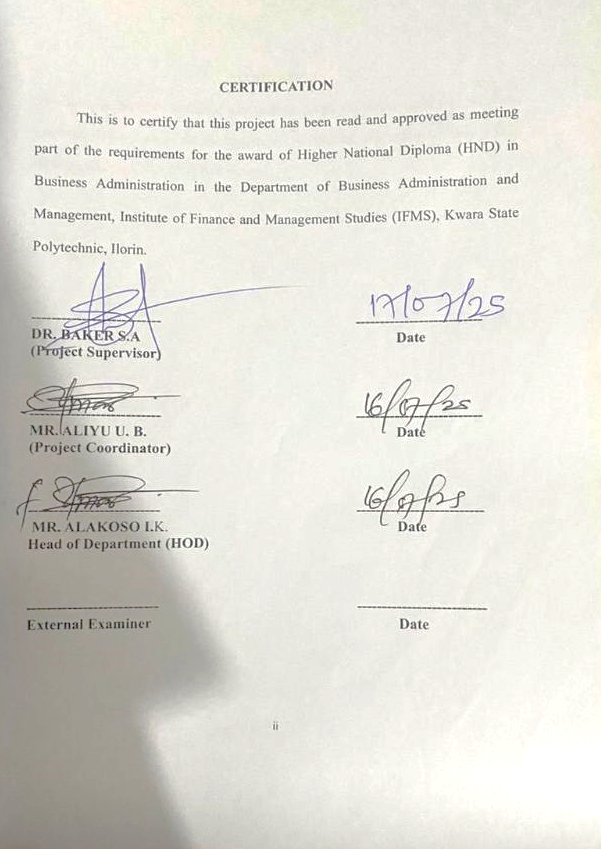 CERTIFICATION
This is to certify that this project has been read and approved as meeting
part of the requirements for the award of Higher National Diploma (HND) in
Business Administration in the Department of Business Administration and
Management, Institute of Finance and Management Studies (IFMS), Kwara State
Polytechnic, Ilorin.
17/07/25
DR. BAKER S.A
Date
(Project Supervisor)
16/07/25
MR. ALIYU U. B.
Date
(Project Coordinator)
16/07/25
MR. ALAKOSO I.K.
Date
Head of Department (HOD)
External Examiner
Date
ii